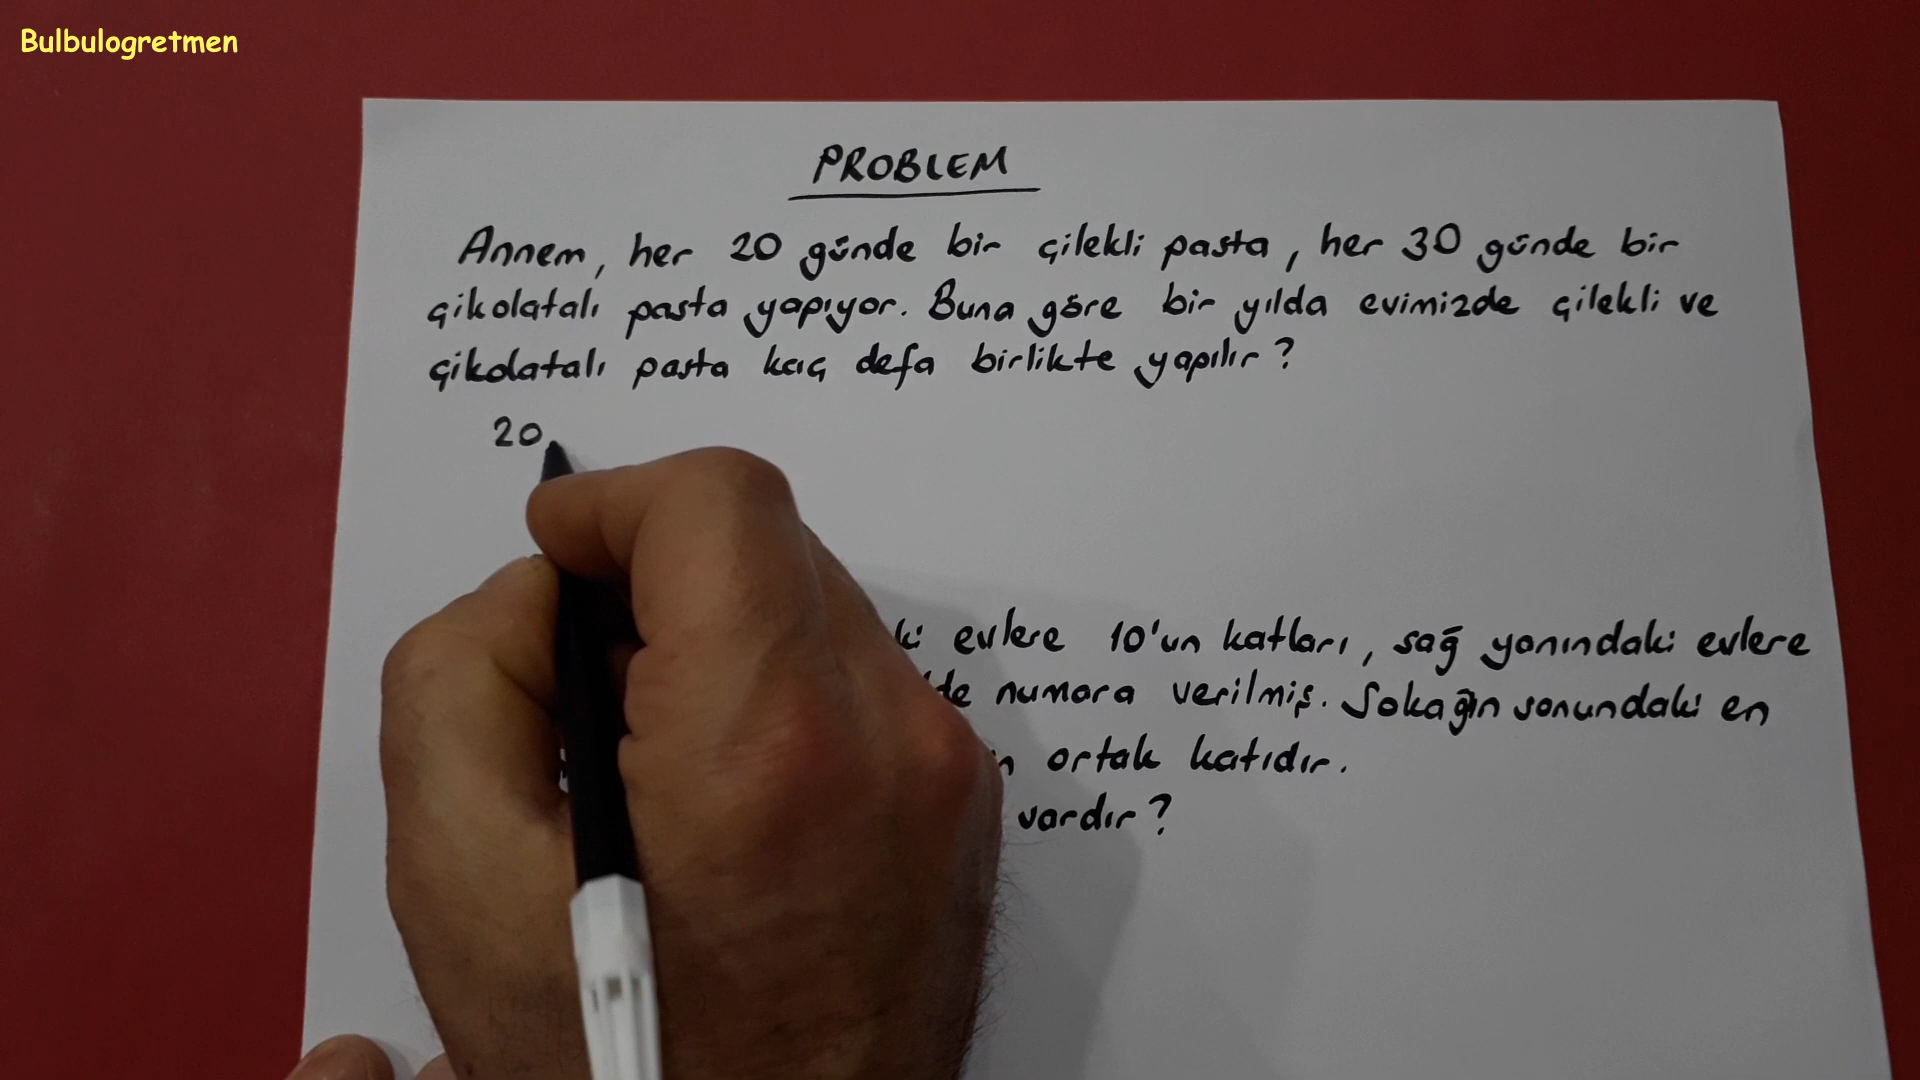 Bulbulogretmen
PROBLEM
Annem, her 20 günde bir çilekli pasta, her 30 günde bir
çikolatalı pasta yapıyor. Buna göre bir yılda evimizde çilekli ve
çikolatalı pasta kaç defa birlikte yapılır?
20,
evlere 10'un katları, sağ yanındaki evlere
numara verilmiş. Sokağın sonundaki en
ortak katıdır.
vardır?